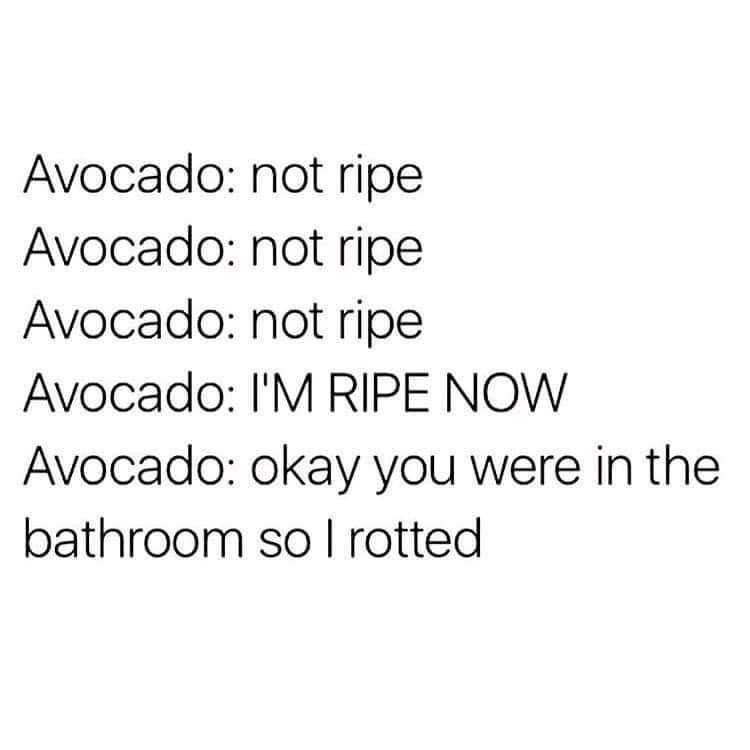 Avocado: not ripe
Avocado: not ripe
Avocado: not ripe
Avocado: I'M RIPE NOW
Avocado: okay you were in the
bathroom so I rotted